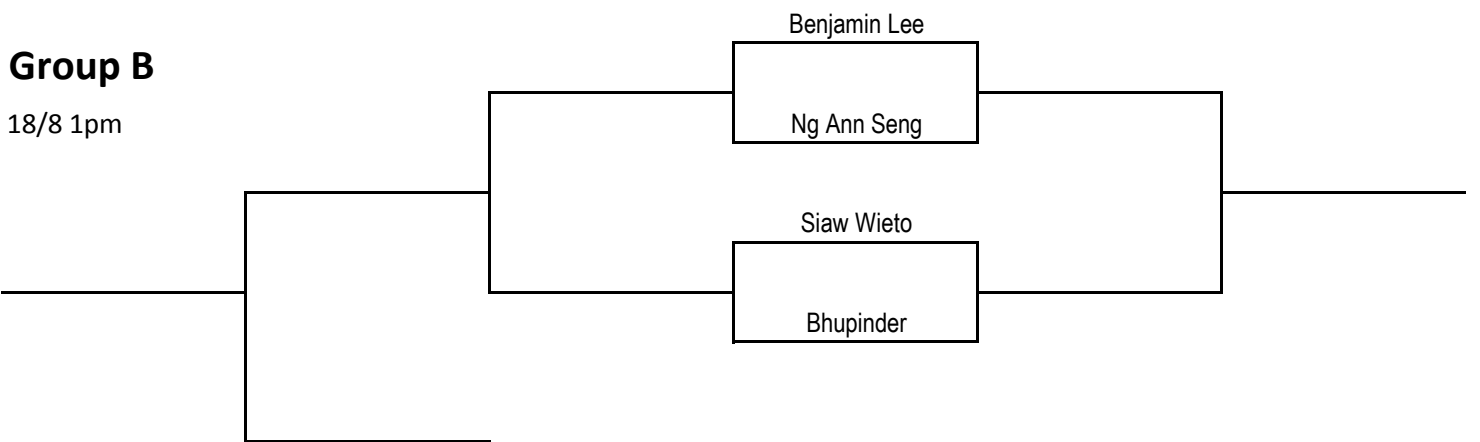 Benjamin Lee
Group B
18/8 1pm
Ng Ann Seng
Siaw Wieto
Bhupinder